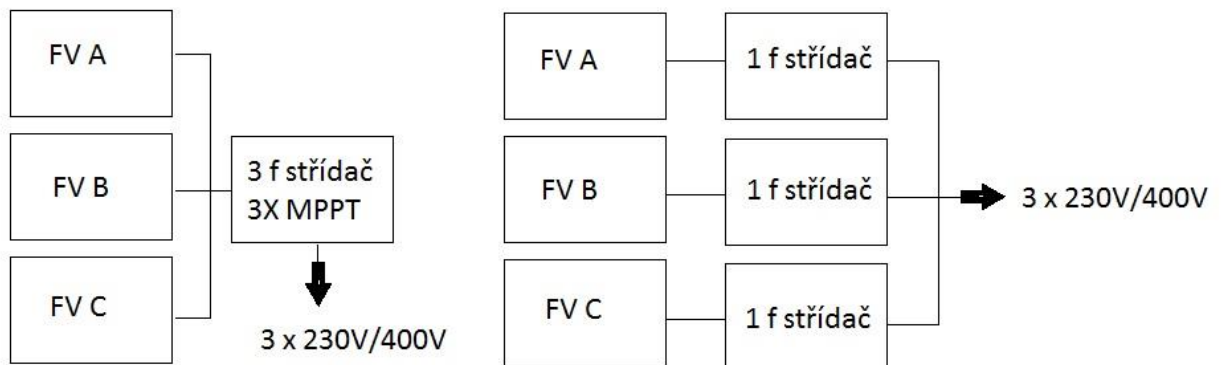 FV A
FV B
FV C
3 f střídač
3X MPPT
3 x 230V/400V
FV A
1 f střídač
FV B
1 f střídač
FV C
1 f střídač
3 x 230V/400V